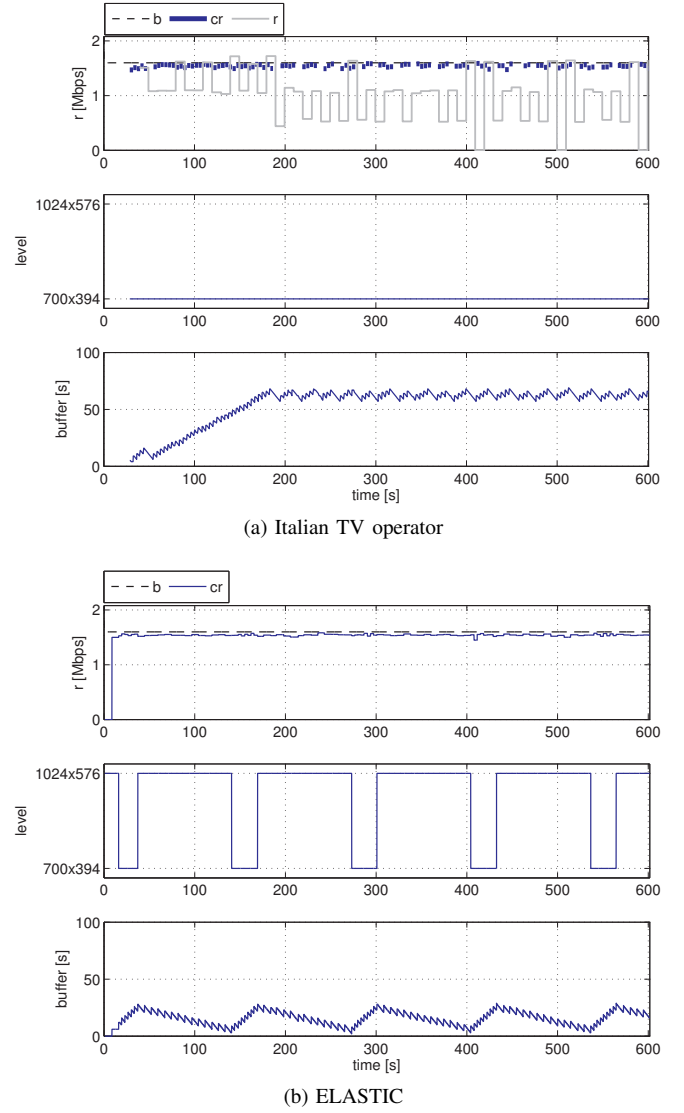 b cr r
2
1
0
r [Mbps]
0 100 200 300 400 500 600
1024x576
700x394
level
0 100 200 300 400 500 600
100
50
0
buffer [s]
0 100 200 300 400 500 600
time [s]
(a) Italian TV operator
b cr
2
1
0
r [Mbps]
0 100 200 300 400 500 600
1024x576
700x394
level
0 100 200 300 400 500 600
100
50
0
buffer [s]
0 100 200 300 400 500 600
time [s]
(b) ELASTIC